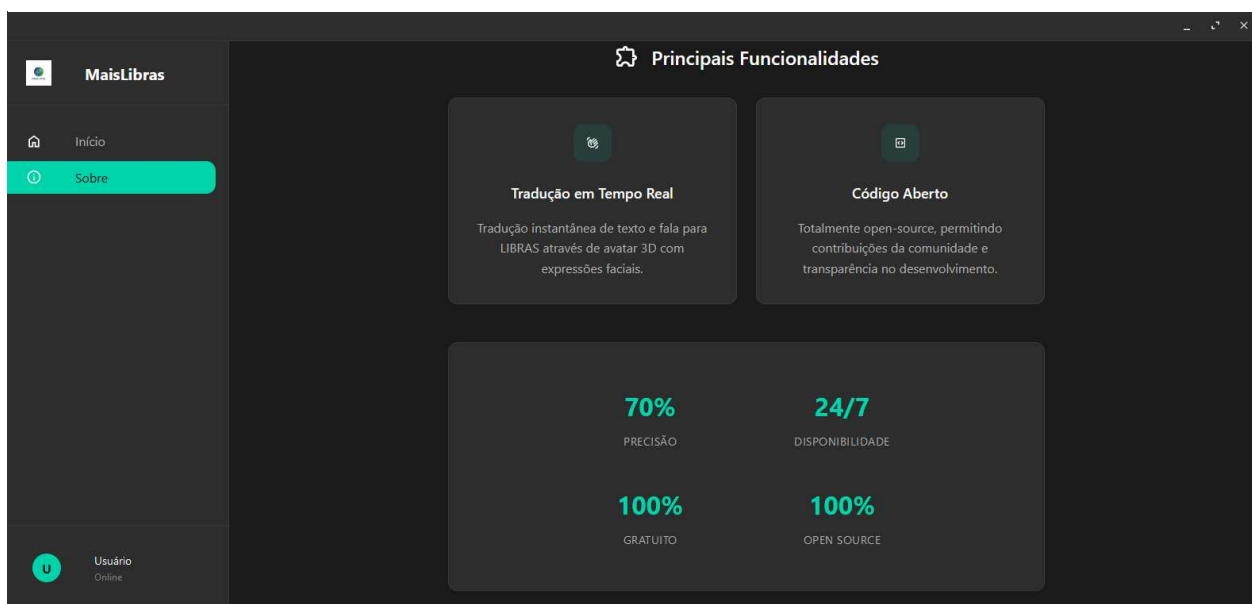 MaisLibras
Início
Sobre
Usuário
U
Online
Principais Funcionalidades
Tradução em Tempo Real
Tradução instantânea de texto e fala para
LIBRAS através de avatar 3D com
expressões faciais.
Código Aberto
Totalmente open-source, permitindo
contribuições da comunidade e
transparência no desenvolvimento.
70%
PRECISÃO
24/7
DISPONIBILIDADE
100%
GRATUITO
100%
OPEN SOURCE